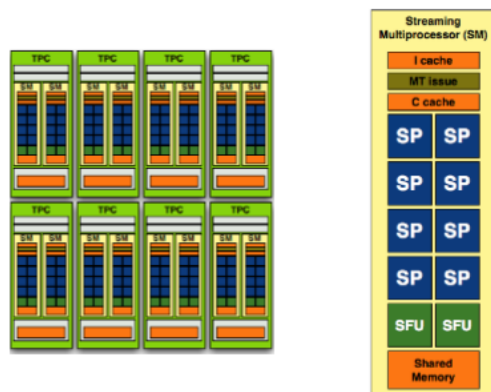 TPC TPC TPC TPC
SM SM SM SM SM SM SM SM
TPC TPC TPC TPC
SM SM SM SM SM SM SM SM
Streaming
Multiprocessor (SM)
I cache
MT issue
C cache
SP SP
SP SP
SP SP
SP SP
SFU SFU
Shared
Memory